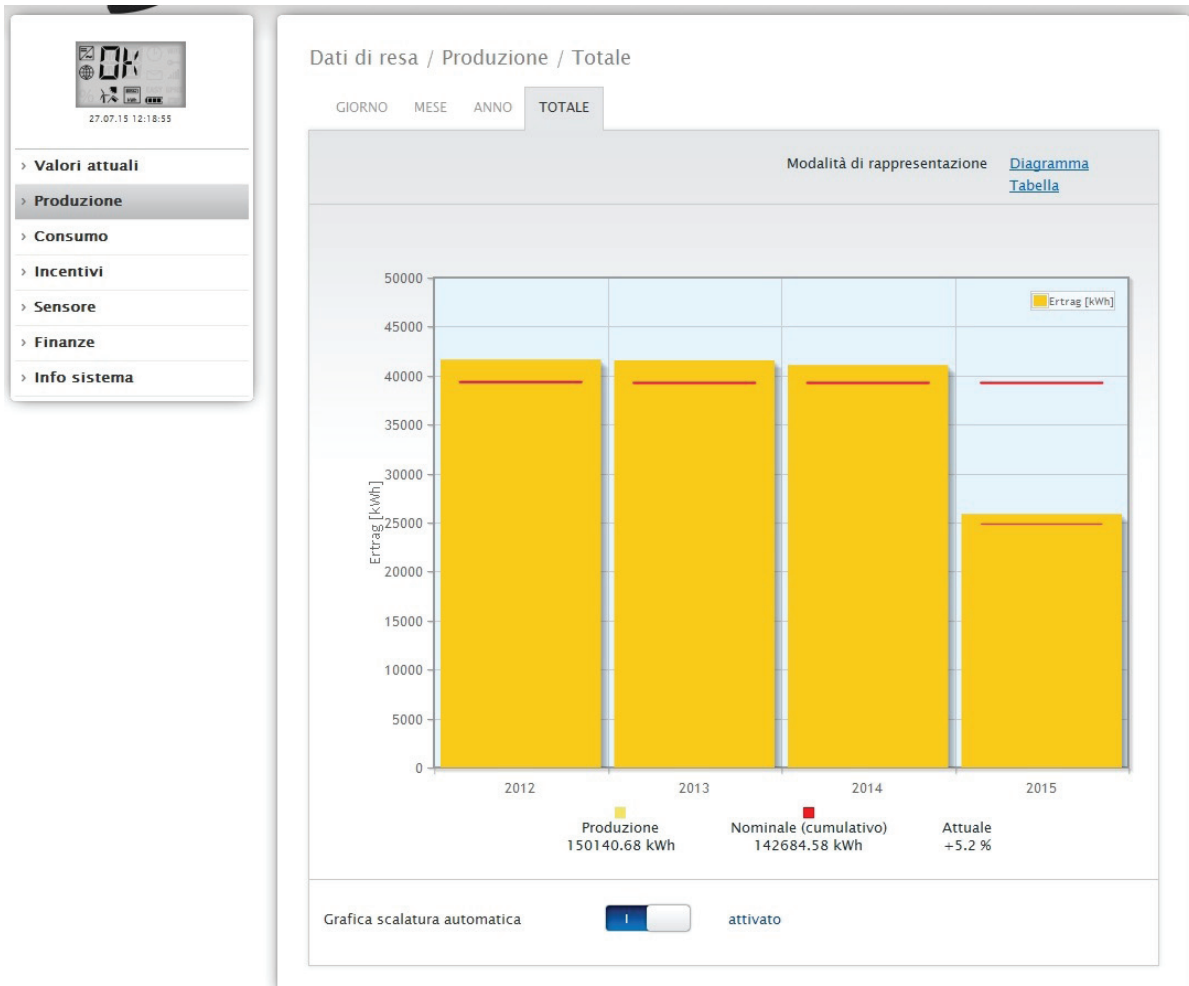 OK
27.07.15 12:18:55
› Valori attuali
› Produzione
› Consumo
› Incentivi
› Sensore
› Finanze
› Info sistema
Dati di resa / Produzione / Totale
GIORNO MESE ANNO TOTALE
Modalità di rappresentazione Diagramma
Tabella
Ertrag [kWh]
50000
45000
40000
35000
30000
25000
20000
15000
10000
5000
0
Ertrag [kWh]
2012 2013 2014 2015
Produzione Nominale (cumulativo) Attuale
150140.68 kWh 142684.58 kWh +5.2 %
Grafica scalatura automatica I attivato